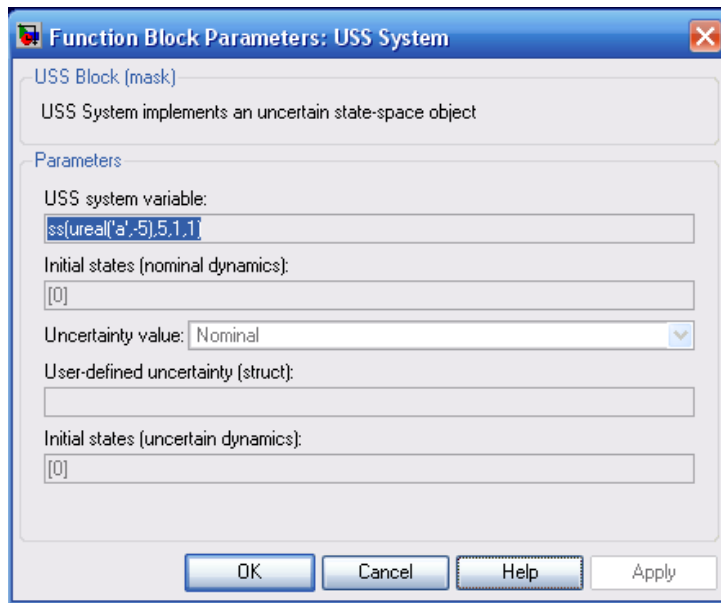 Function Block Parameters: USS System
USS Block (mask)
USS System implements an uncertain state-space object
Parameters
USS system variable:
ss(ureal('a',-5),5,1,1)
Initial states (nominal dynamics):
[0]
Uncertainty value: Nominal
User-defined uncertainty (struct):
Initial states (uncertain dynamics):
[0]
OK Cancel Help Apply